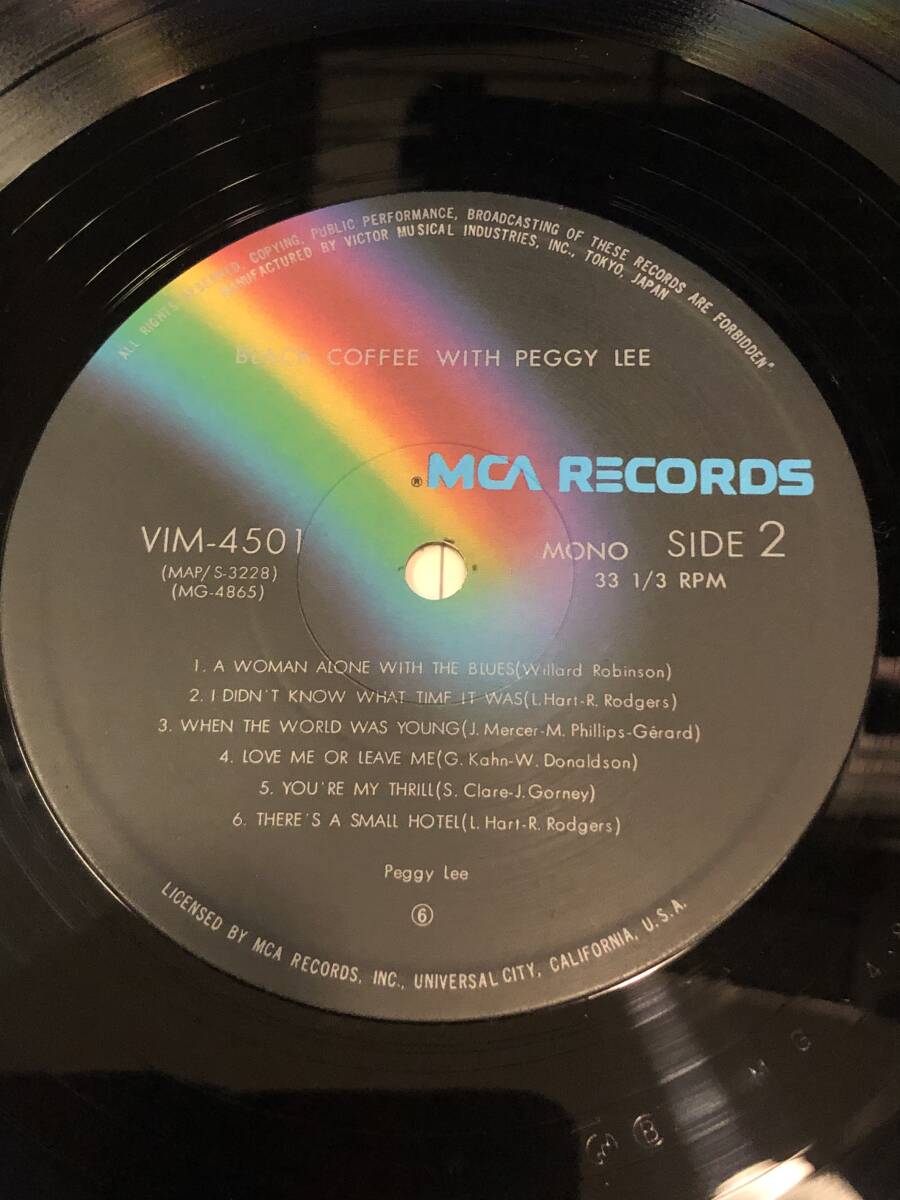 ALL RIGHTS RESERVED, COPYING, PUBLIC PERFORMANCE, BROADCASTING OF THESE RECORDS ARE FORBIDDEN"
MANUFACTURED BY VICTOR MUSICAL INDUSTRIES, INC., TOKYO, JAPAN
BLACK COFFEE WITH PEGGY LEE
® MCA RECORDS
VIM-4501
(MAP/S-3228)
(MG-4865)
MONO SIDE 2
33 1/3 RPM
1. A WOMAN ALONE WITH THE BLUES(Willard Robinson)
2. I DIDN'T KNOW WHAT TIME IT WAS(L. Hart-R. Rodgers)
3. WHEN THE WORLD WAS YOUNG(J. Mercer-M. Phillips-Gérard)
4. LOVE ME OR LEAVE ME(G. Kahn-W. Donaldson)
5. YOU'RE MY THRILL(S. Clare-J. Gorney)
6. THERE'S A SMALL HOTEL(L. Hart-R. Rodgers)
Peggy Lee
⑥
LICENSED BY MCA RECORDS, INC., UNIVERSAL CITY, CALIFORNIA, U.S.A.
MG